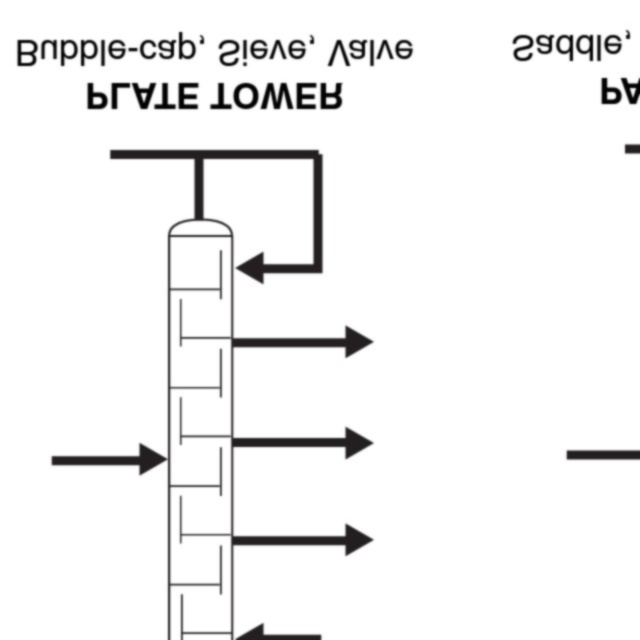 PLATE TOWER
Bubble-cap, Sieve, Valve
PA
Saddle,